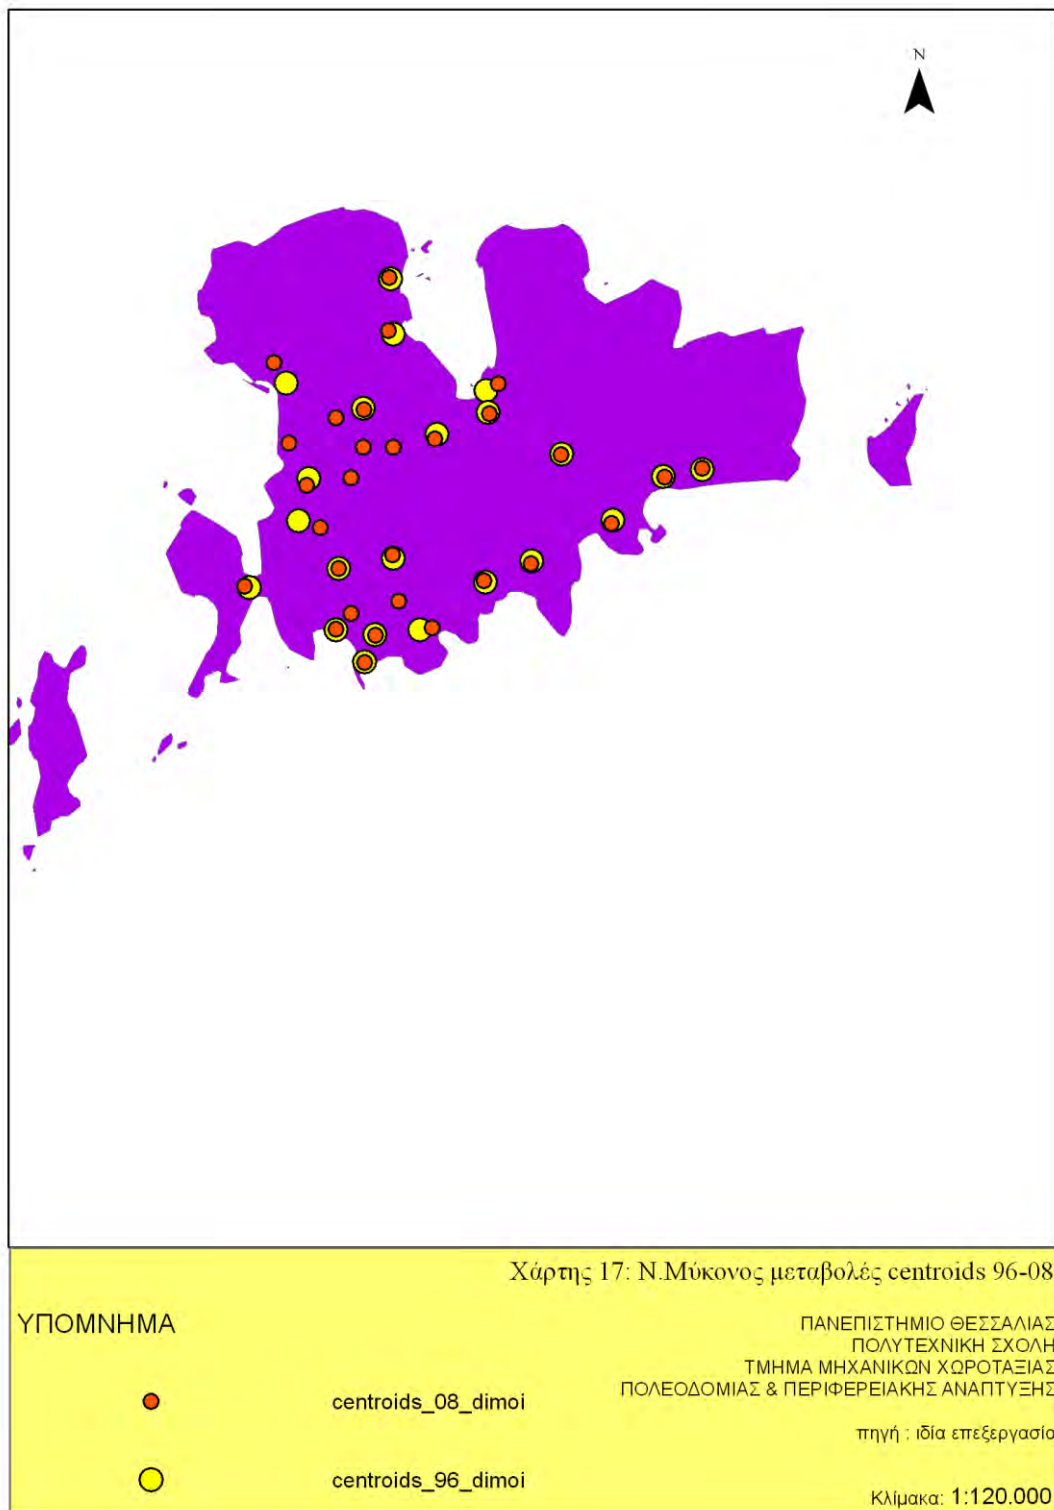 N
Χάρτης 17: Ν.Μύκονος μεταβολές centroids 96-08
ΥΠΟΜΝΗΜΑ
ΠΑΝΕΠΙΣΤΗΜΙΟ ΘΕΣΣΑΛΙΑΣ
ΠΟΛΥΤΕΧΝΙΚΗ ΣΧΟΛΗ
ΤΜΗΜΑ ΜΗΧΑΝΙΚΩΝ ΧΩΡΟΤΑΞΙΑΣ
ΠΟΛΕΟΔΟΜΙΑΣ & ΠΕΡΙΦΕΡΕΙΑΚΗΣ ΑΝΑΠΤΥΞΗΣ
centroids_08_dimoi
πηγή : ιδία επεξεργασία
centroids_96_dimoi
Κλίμακα: 1:120.000